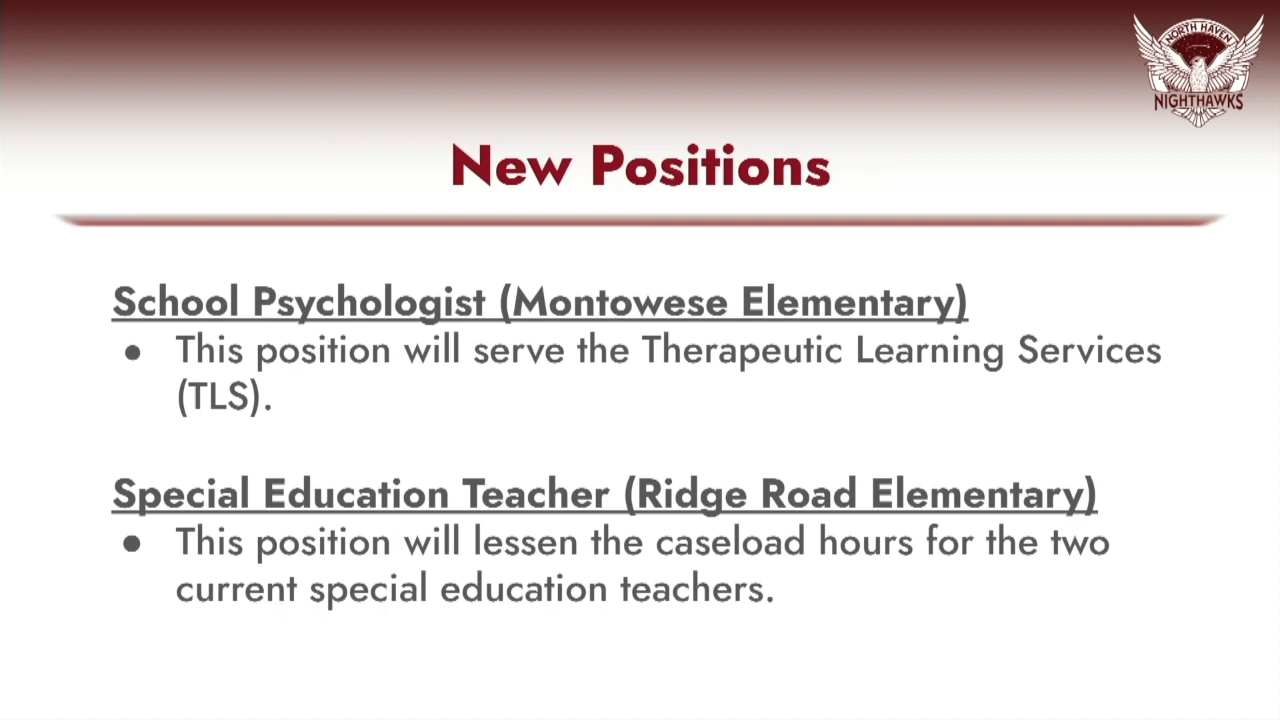 NORTH HAVEN
NIGHTHAWKS
New Positions
School Psychologist (Montowese Elementary)
● This position will serve the Therapeutic Learning Services
(TLS).
Special Education Teacher (Ridge Road Elementary)
● This position will lessen the caseload hours for the two
current special education teachers.